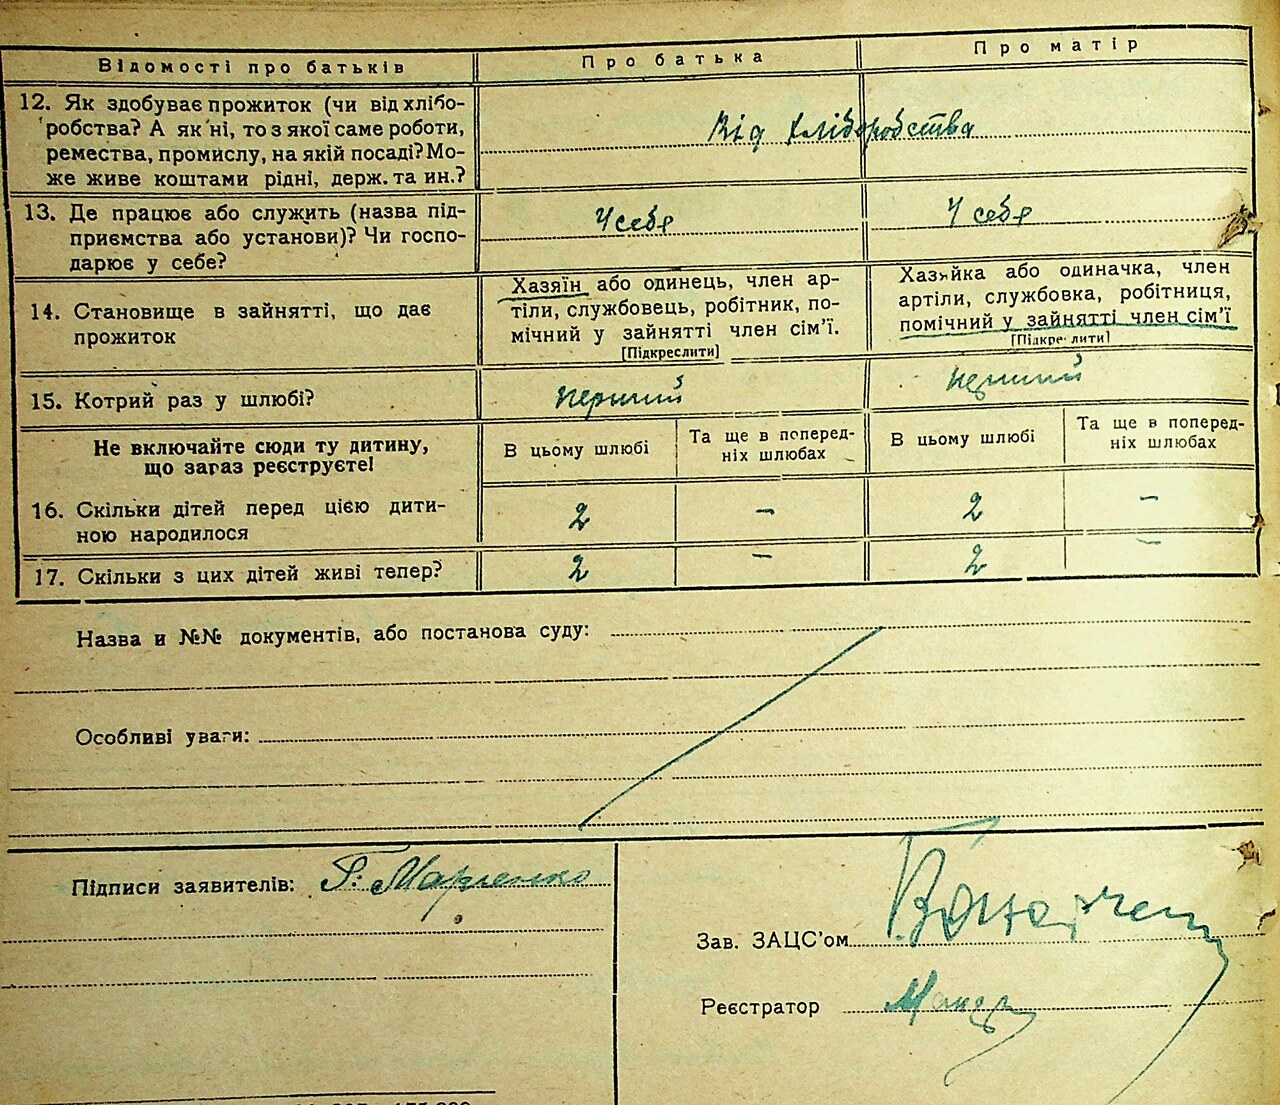 Відомості про батьків
Про батька
Про матір
12. Як здобуває прожиток (чи від хлібо-
робства? А як ні, то з якої саме роботи,
ремества, промислу, на якій посаді? Мо-
же живе коштами рідні, держ. та ин.?
Від хліборобства
13. Де працює або служить (назва під-
приємства або установи)? Чи госпо-
дарює у себе?
У себе
У себе
14. Становище в зайнятті, що дає
прожиток
Хазяїн або одинець, член ар-
тілі, службовець, робітник, по-
мічний у зайнятті член сім'ї.
[Підкреслити]
Хазяйка або одиначка, член
артілі, службовка, робітниця,
помічний у зайнятті член сім'ї
[Підкреслити]
15. Котрий раз у шлюбі?
перший
перший
Не включайте сюди ту дитину,
що зараз реєструєте!
В цьому шлюбі
Та ще в поперед-
ніх шлюбах
В цьому шлюбі
Та ще в поперед-
ніх шлюбах
16. Скільки дітей перед цією дити-
ною народилося
2
–
2
–
17. Скільки з цих дітей живі тепер?
2
–
2
–
Назва и №№ документів, або постанова суду:
Особливі уваги:
Підписи заявителів: Г. Марченко
Зав. ЗАЦС'ом
Реєстратор